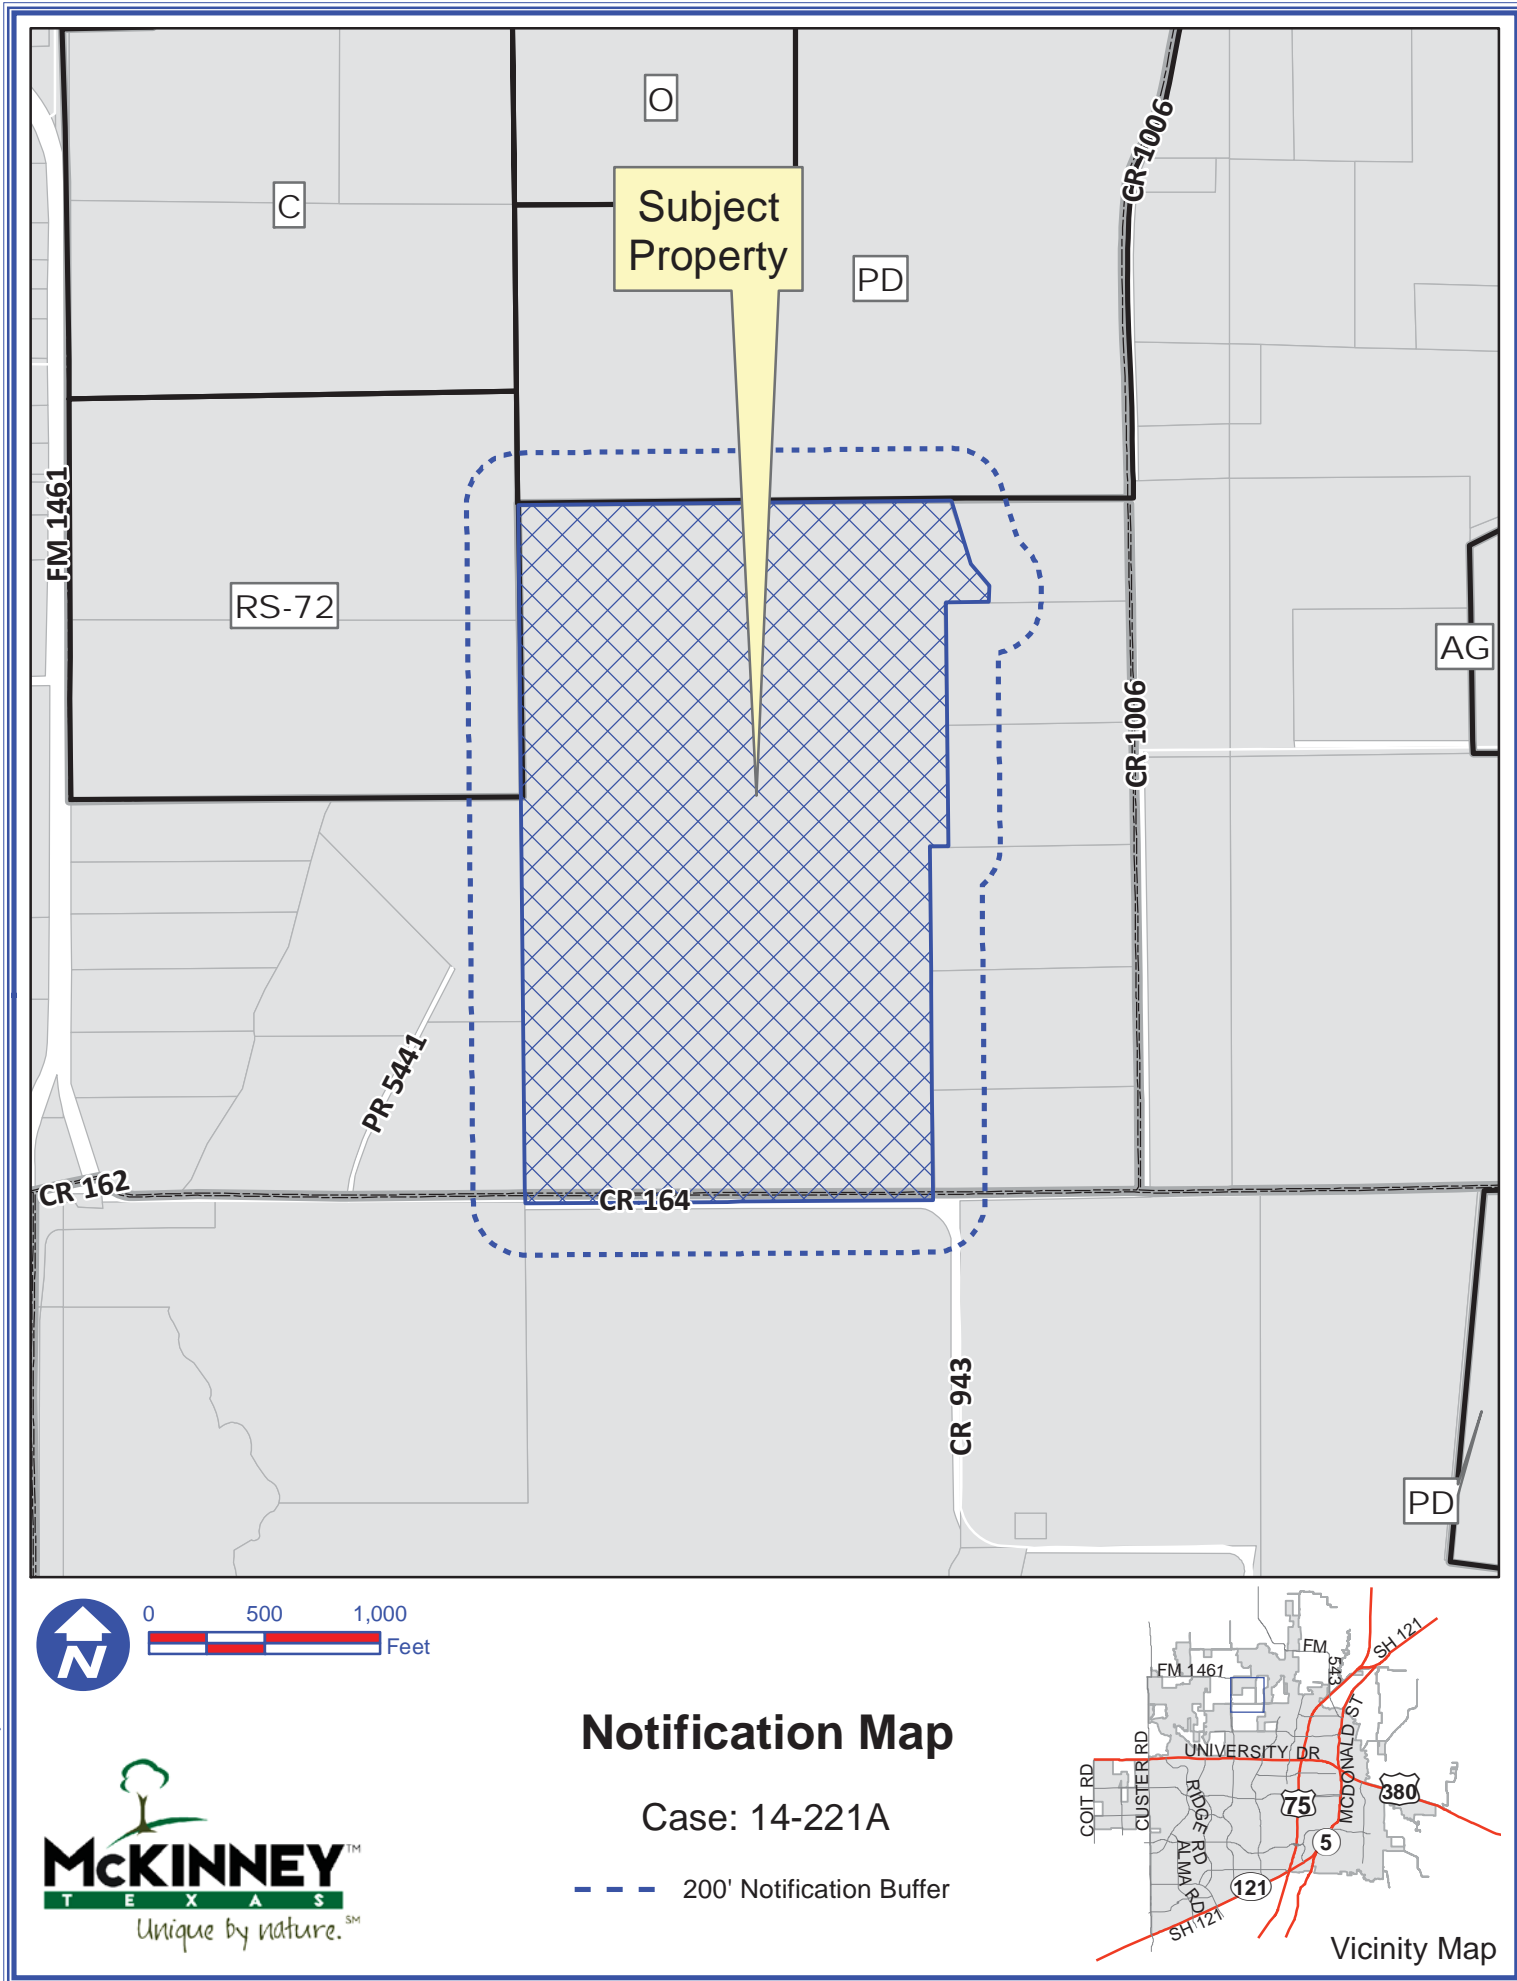 O
CR 1006
C
Subject
Property
PD
FM 1461
RS-72
AG
CR 1006
PR 5441
CR 162
CR 164
CR 943
PD
0 500 1,000
Feet
N
Notification Map
Case: 14-221A
200' Notification Buffer
McKINNEY™
TEXAS
Unique by nature.℠
FM 1461
FM 543
SH 121
UNIVERSITY DR
MCDONALD ST
COIT RD
CUSTER RD
RIDGE RD
ALMA RD
75
380
5
121
SH 121
Vicinity Map